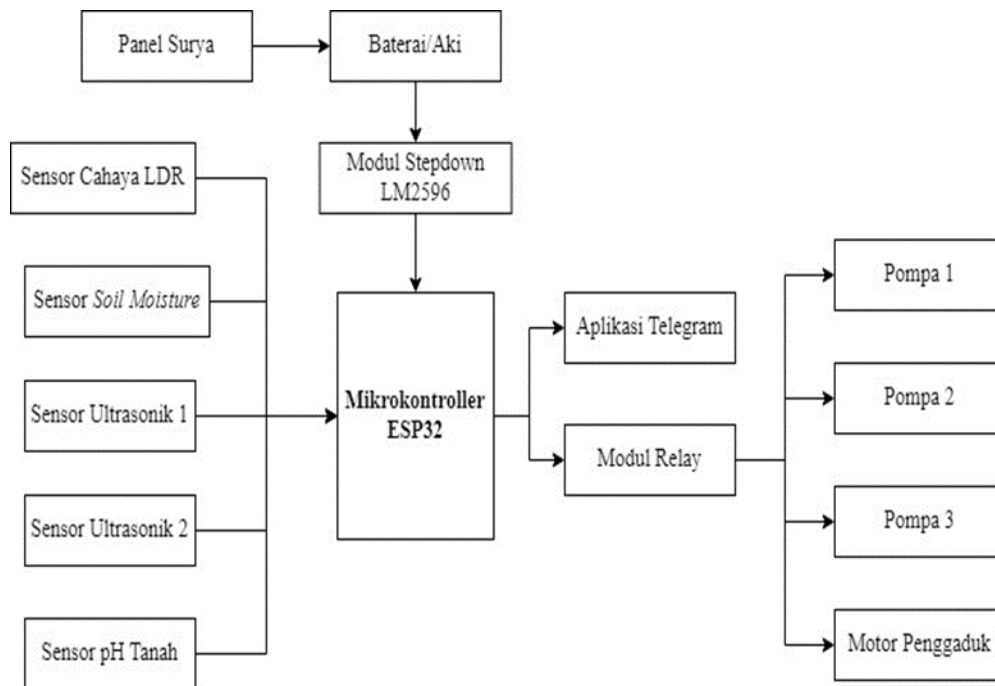 Panel Surya
Baterai/Aki
Sensor Cahaya LDR
Modul Stepdown
LM2596
Sensor Soil Moisture
Sensor Ultrasonik 1
Sensor Ultrasonik 2
Sensor pH Tanah
Mikrokontroller
ESP32
Aplikasi Telegram
Modul Relay
Pompa 1
Pompa 2
Pompa 3
Motor Penggaduk